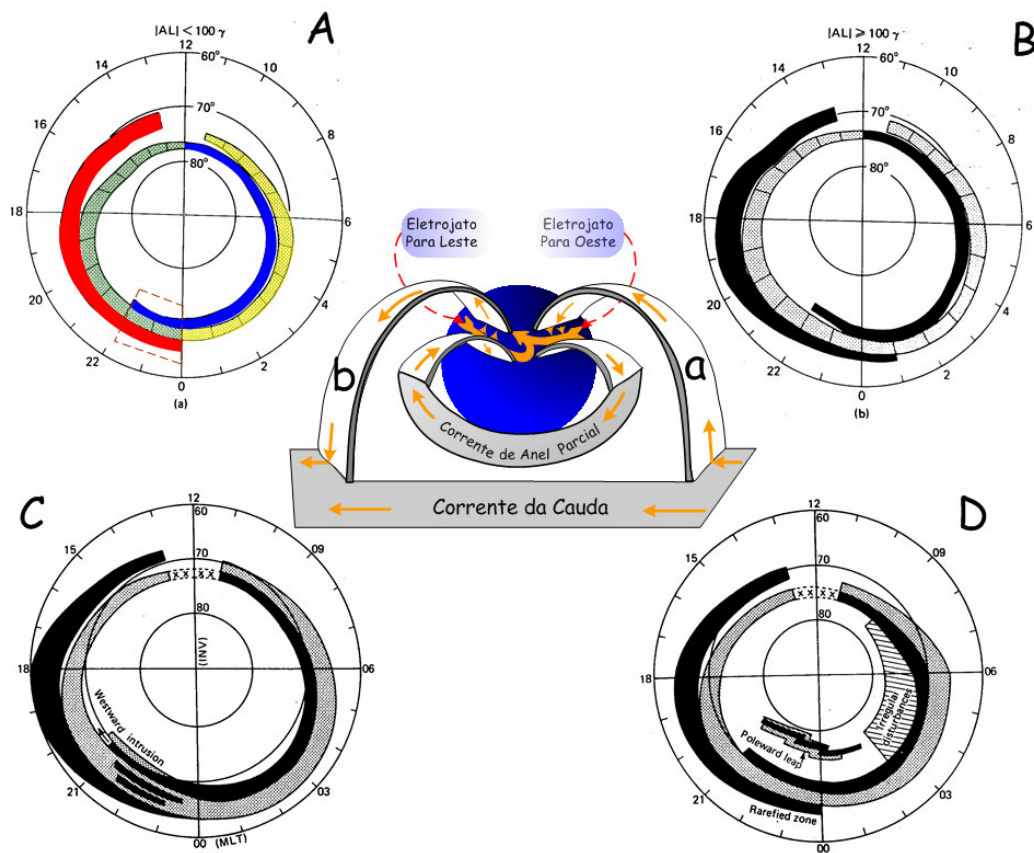 |AL| < 100 γ
A
12
60°
14
10
70°
16
8
80°
18
6
20
4
22
2
0
(a)
|AL| ⩾ 100 γ
B
12
60°
14
10
70°
16
8
80°
18
6
20
4
22
2
0
(b)
Eletrojato
Para Leste
Eletrojato
Para Oeste
b
a
Corrente de Anel Parcial
Corrente da Cauda
C
12
60
15
09
70
80
(INV)
18
06
Westward intrusion
21
03
00
(MLT)
D
12
60
15
09
70
80
18
06
Irregular
disturbances
Poleward leap
21
03
Rarefied zone
00